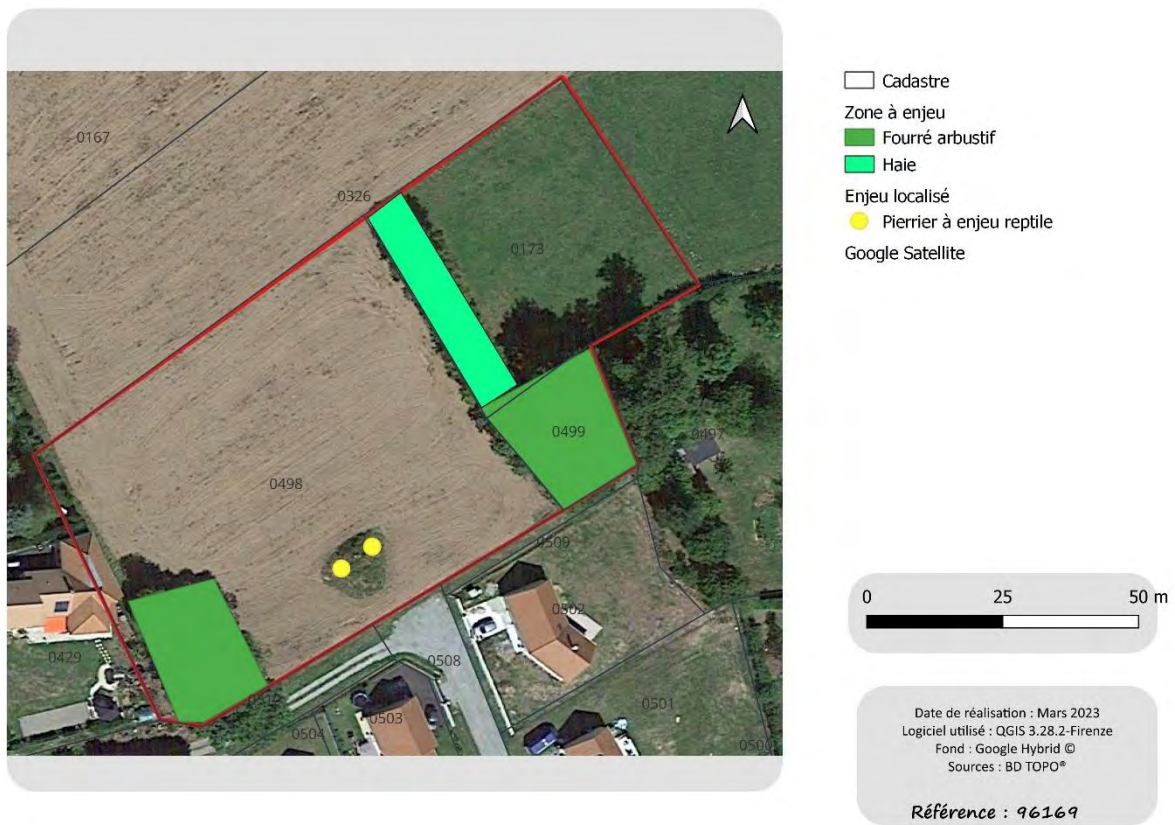 0167
0326
0173
0499
0497
0498
0509
0502
0429
0508
0503
0501
0504
0500
Cadastre
Zone à enjeu
Fourré arbustif
Haie
Enjeu localisé
Pierrier à enjeu reptile
Google Satellite
0 25 50 m
Date de réalisation : Mars 2023
Logiciel utilisé : QGIS 3.28.2-Firenze
Fond : Google Hybrid ©
Sources : BD TOPO®
Référence : 96169